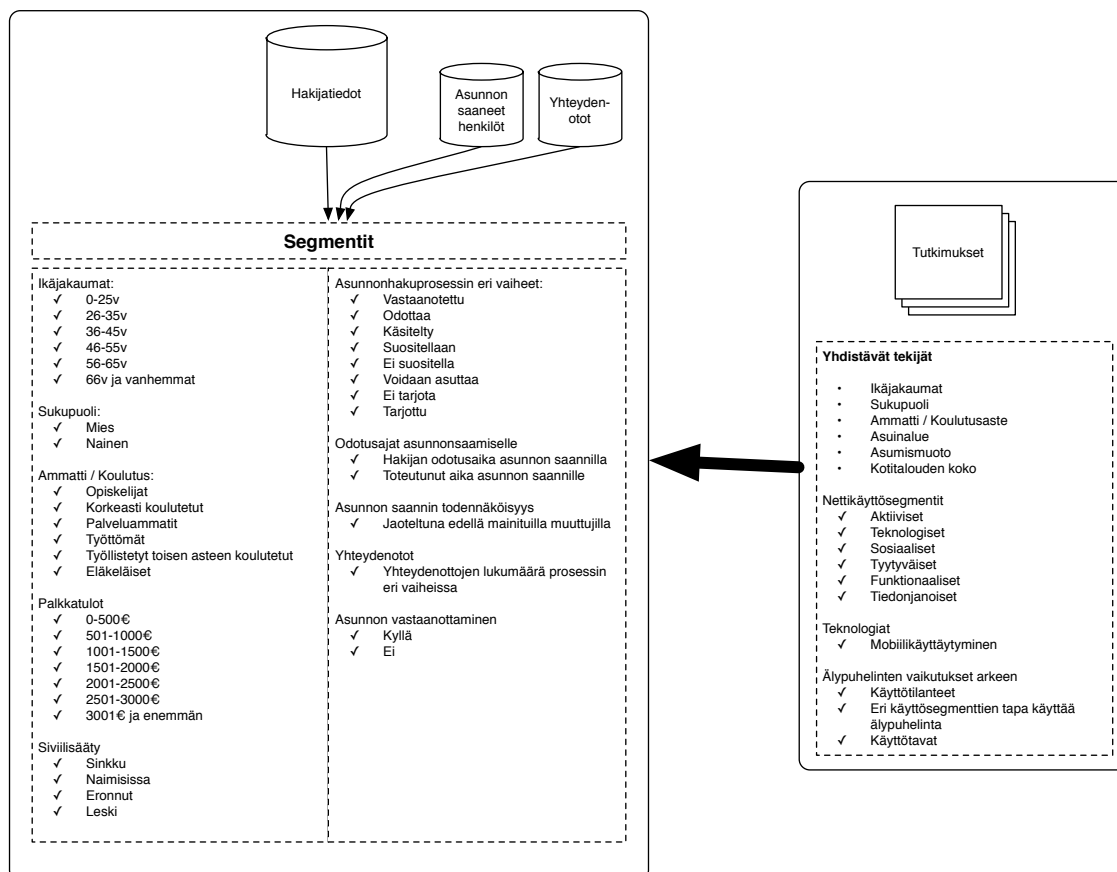 Hakijatiedot
Asunnon
saaneet
henkilöt
Yhteyden-
otot
Segmentit
Ikäjakaumat:
✓ 0-25v
✓ 26-35v
✓ 36-45v
✓ 46-55v
✓ 56-65v
✓ 66v ja vanhemmat
Sukupuoli:
✓ Mies
✓ Nainen
Ammatti / Koulutus:
✓ Opiskelijat
✓ Korkeasti koulutetut
✓ Palveluammatit
✓ Työttömät
✓ Työllistetyt toisen asteen koulutetut
✓ Eläkeläiset
Palkkatulot
✓ 0-500€
✓ 501-1000€
✓ 1001-1500€
✓ 1501-2000€
✓ 2001-2500€
✓ 2501-3000€
✓ 3001€ ja enemmän
Siviilisääty
✓ Sinkku
✓ Naimisissa
✓ Eronnut
✓ Leski
Asunnonhakuprosessin eri vaiheet:
✓ Vastaanotettu
✓ Odottaa
✓ Käsitelty
✓ Suositellaan
✓ Ei suositella
✓ Voidaan asuttaa
✓ Ei tarjota
✓ Tarjottu
Odotusajat asunnonsaamiselle
✓ Hakijan odotusaika asunnon saannilla
✓ Toteutunut aika asunnon saannille
Asunnon saannin todennäköisyys
✓ Jaoteltuna edellä mainituilla muuttujilla
Yhteydenotot
✓ Yhteydenottojen lukumäärä prosessin
eri vaiheissa
Asunnon vastaanottaminen
✓ Kyllä
✓ Ei
Tutkimukset
Yhdistävät tekijät
• Ikäjakaumat
• Sukupuoli
• Ammatti / Koulutusaste
• Asuinalue
• Asumismuoto
• Kotitalouden koko
Nettikäyttösegmentit
✓ Aktiiviset
✓ Teknologiset
✓ Sosiaaliset
✓ Tyytyväiset
✓ Funktionaaliset
✓ Tiedonjanoiset
Teknologiat
✓ Mobiilikäyttäytyminen
Älypuhelinten vaikutukset arkeen
✓ Käyttötilanteet
✓ Eri käyttösegmenttien tapa käyttää
älypuhelinta
✓ Käyttötavat